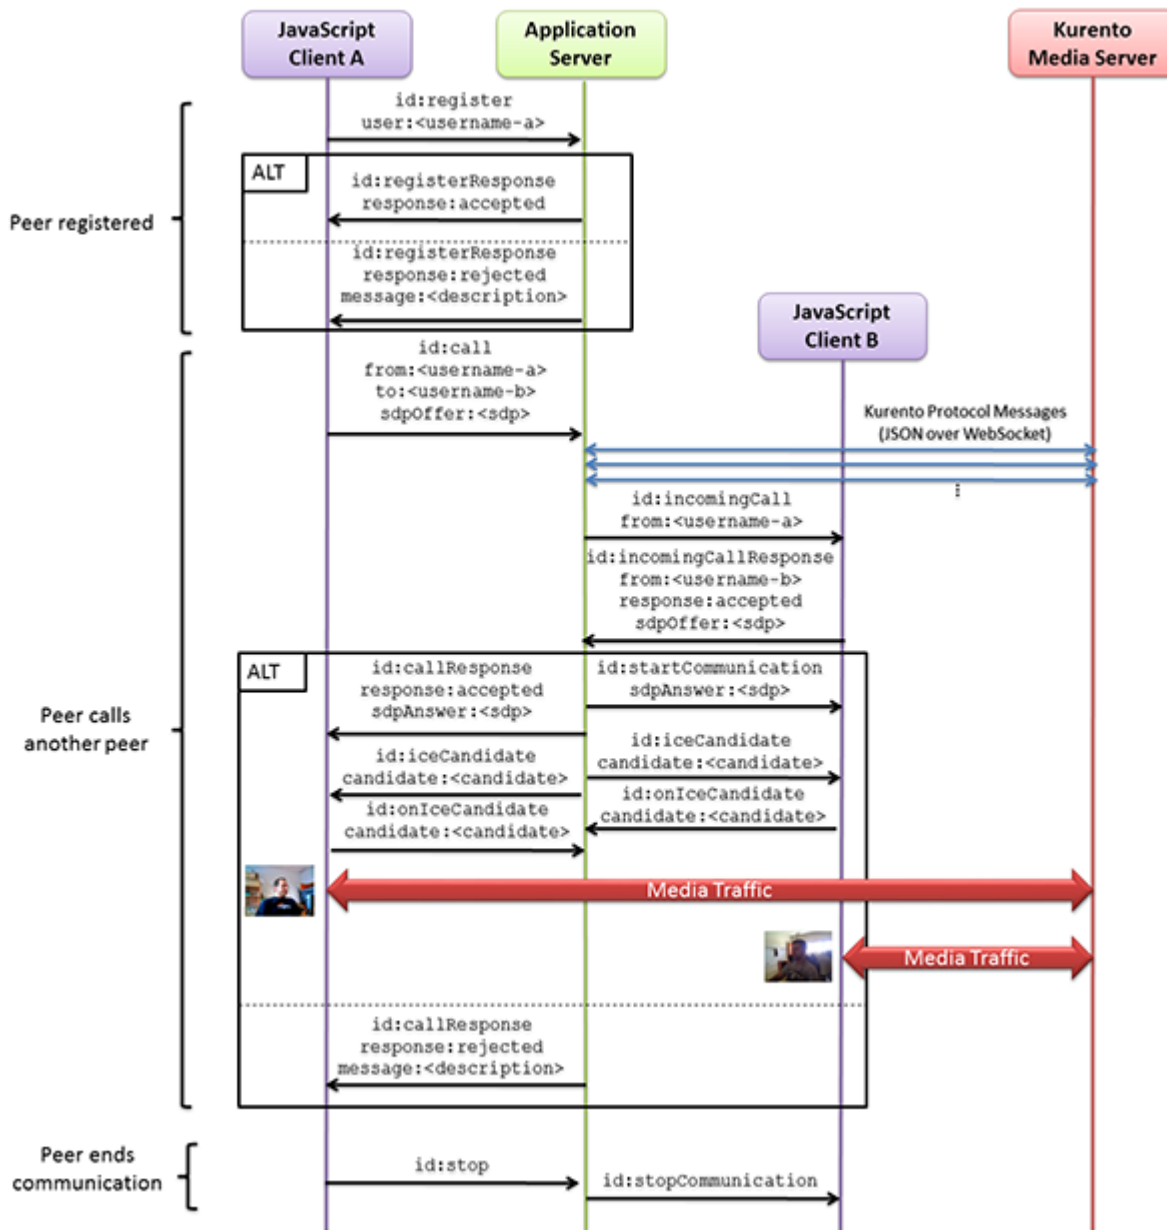 JavaScript
Client A
Application
Server
Kurento
Media Server
id:register
user:<username-a>
ALT
id:registerResponse
response:accepted
Peer registered
id:registerResponse
response:rejected
message:<description>
JavaScript
Client B
id:call
from:<username-a>
to:<username-b>
sdpOffer:<sdp>
Kurento Protocol Messages
(JSON over WebSocket)
⋮
id:incomingCall
from:<username-a>
id:incomingCallResponse
from:<username-b>
response:accepted
sdpOffer:<sdp>
ALT
id:callResponse
response:accepted
sdpAnswer:<sdp>
id:startCommunication
sdpAnswer:<sdp>
Peer calls
another peer
id:iceCandidate
candidate:<candidate>
id:iceCandidate
candidate:<candidate>
id:onIceCandidate
candidate:<candidate>
id:onIceCandidate
candidate:<candidate>
Media Traffic
Media Traffic
id:callResponse
response:rejected
message:<description>
Peer ends
communication
id:stop
id:stopCommunication